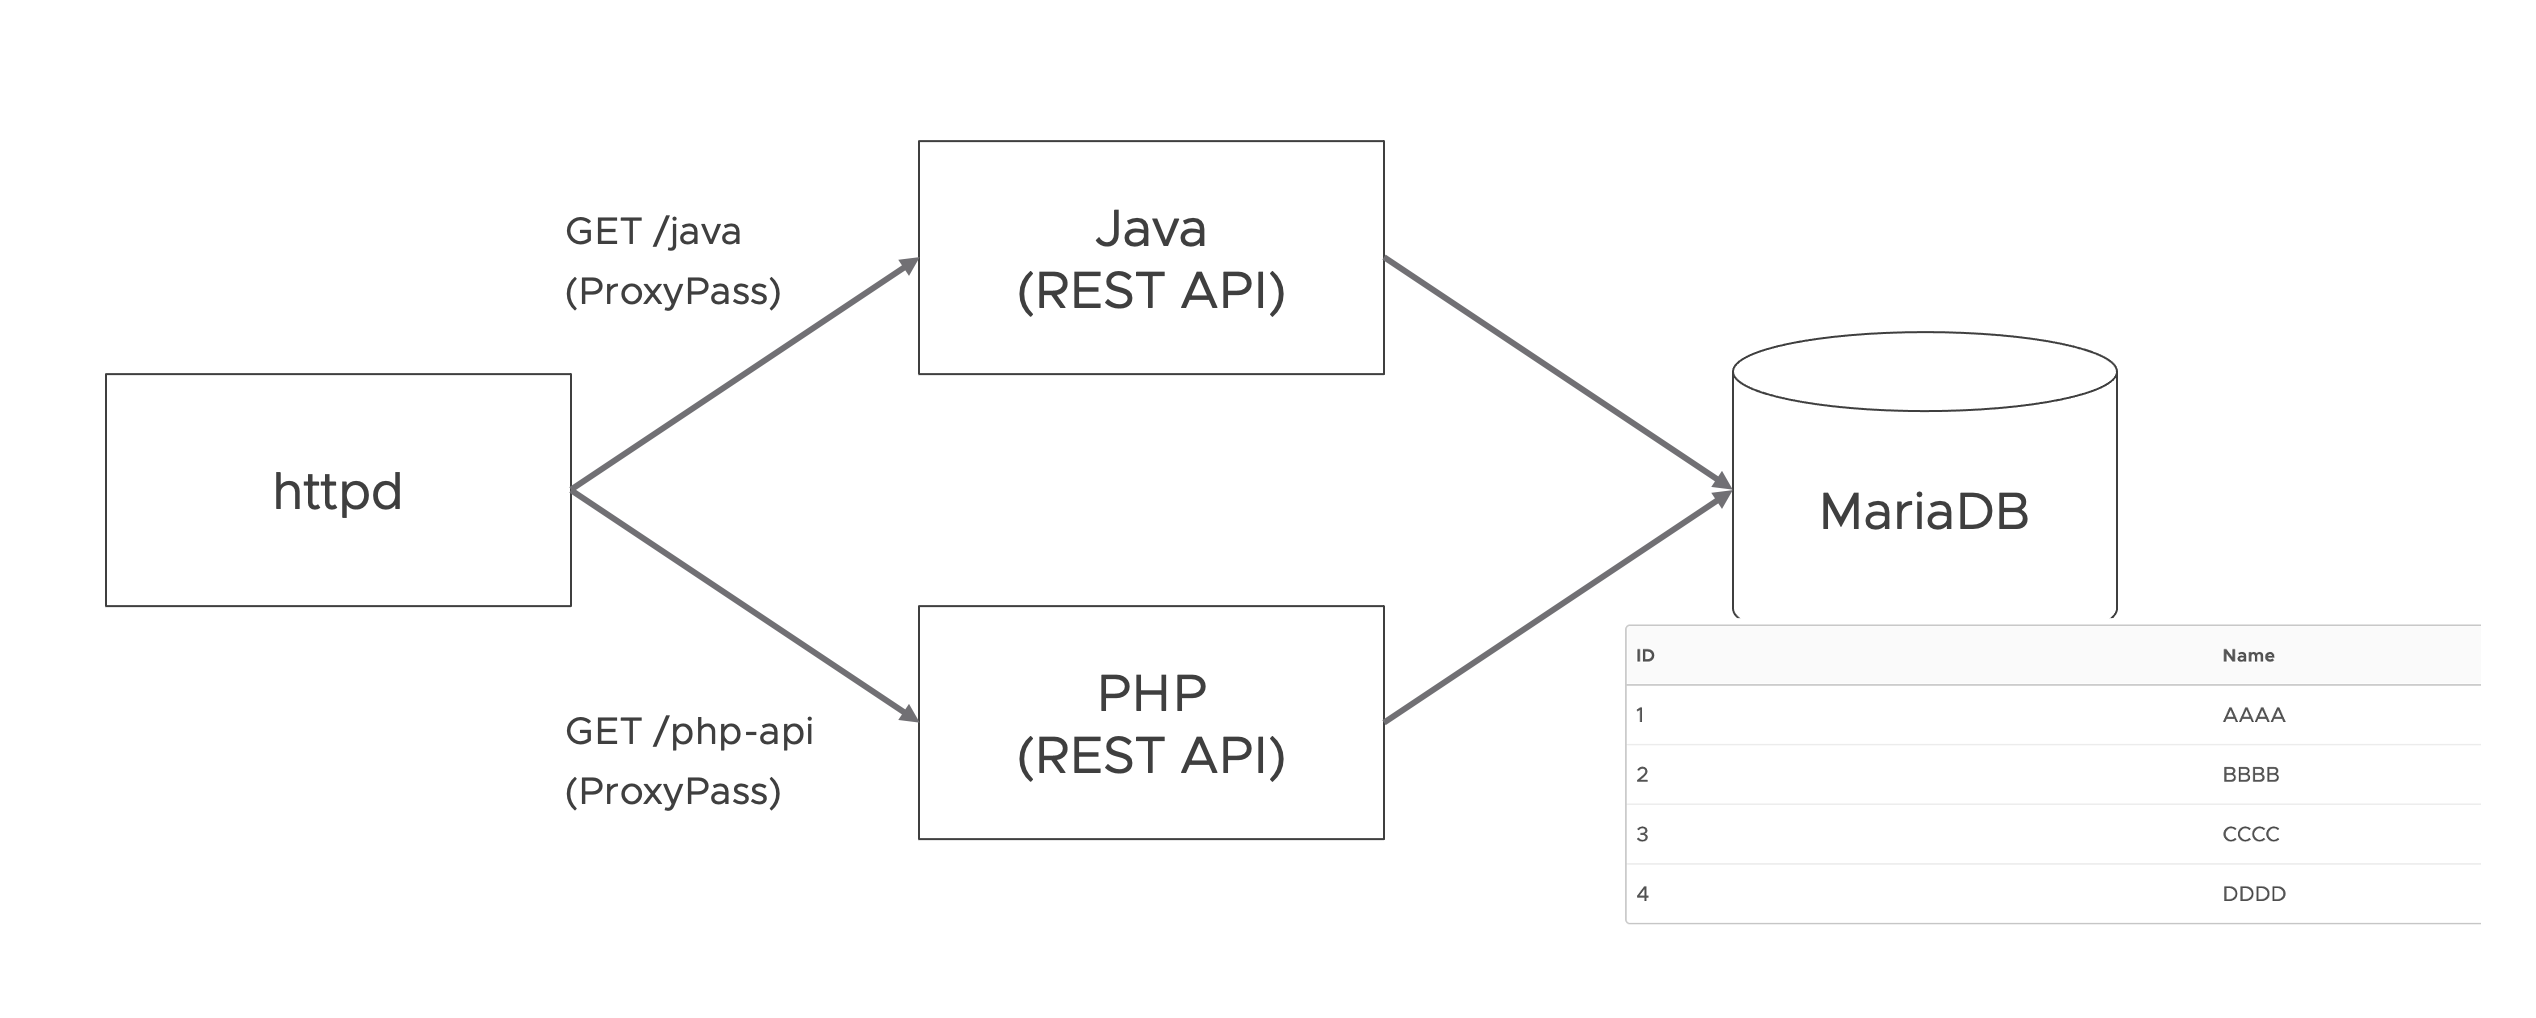 GET /java
(ProxyPass)
Java
(REST API)
httpd
MariaDB
GET /php-api
(ProxyPass)
PHP
(REST API)
ID Name
1 AAAA
2 BBBB
3 CCCC
4 DDDD